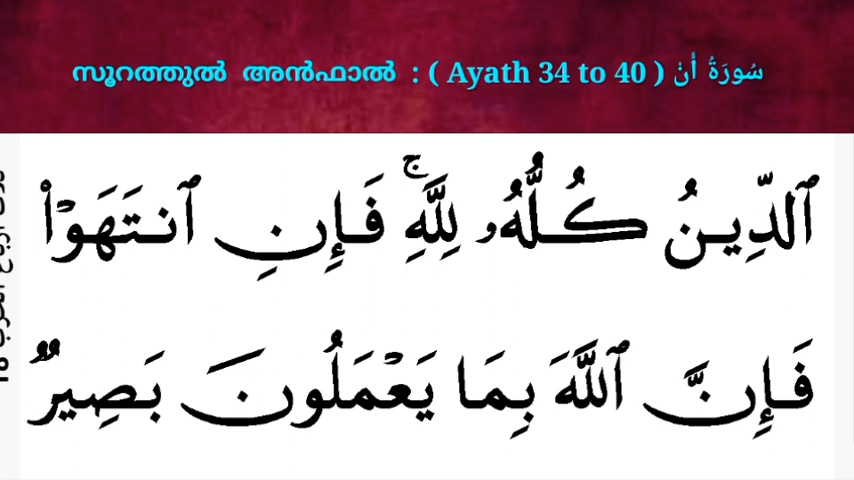 സൂറത്തുൽ അൻഫാൽ : ( Ayath 34 to 40 ) سُورَةُ أَنْ
ٱلدِّينُ كُلُّهُۥ لِلَّهِۚ فَإِنِ ٱنتَهَوْا۟
فَإِنَّ ٱللَّهَ بِمَا يَعْمَلُونَ بَصِيرٌ